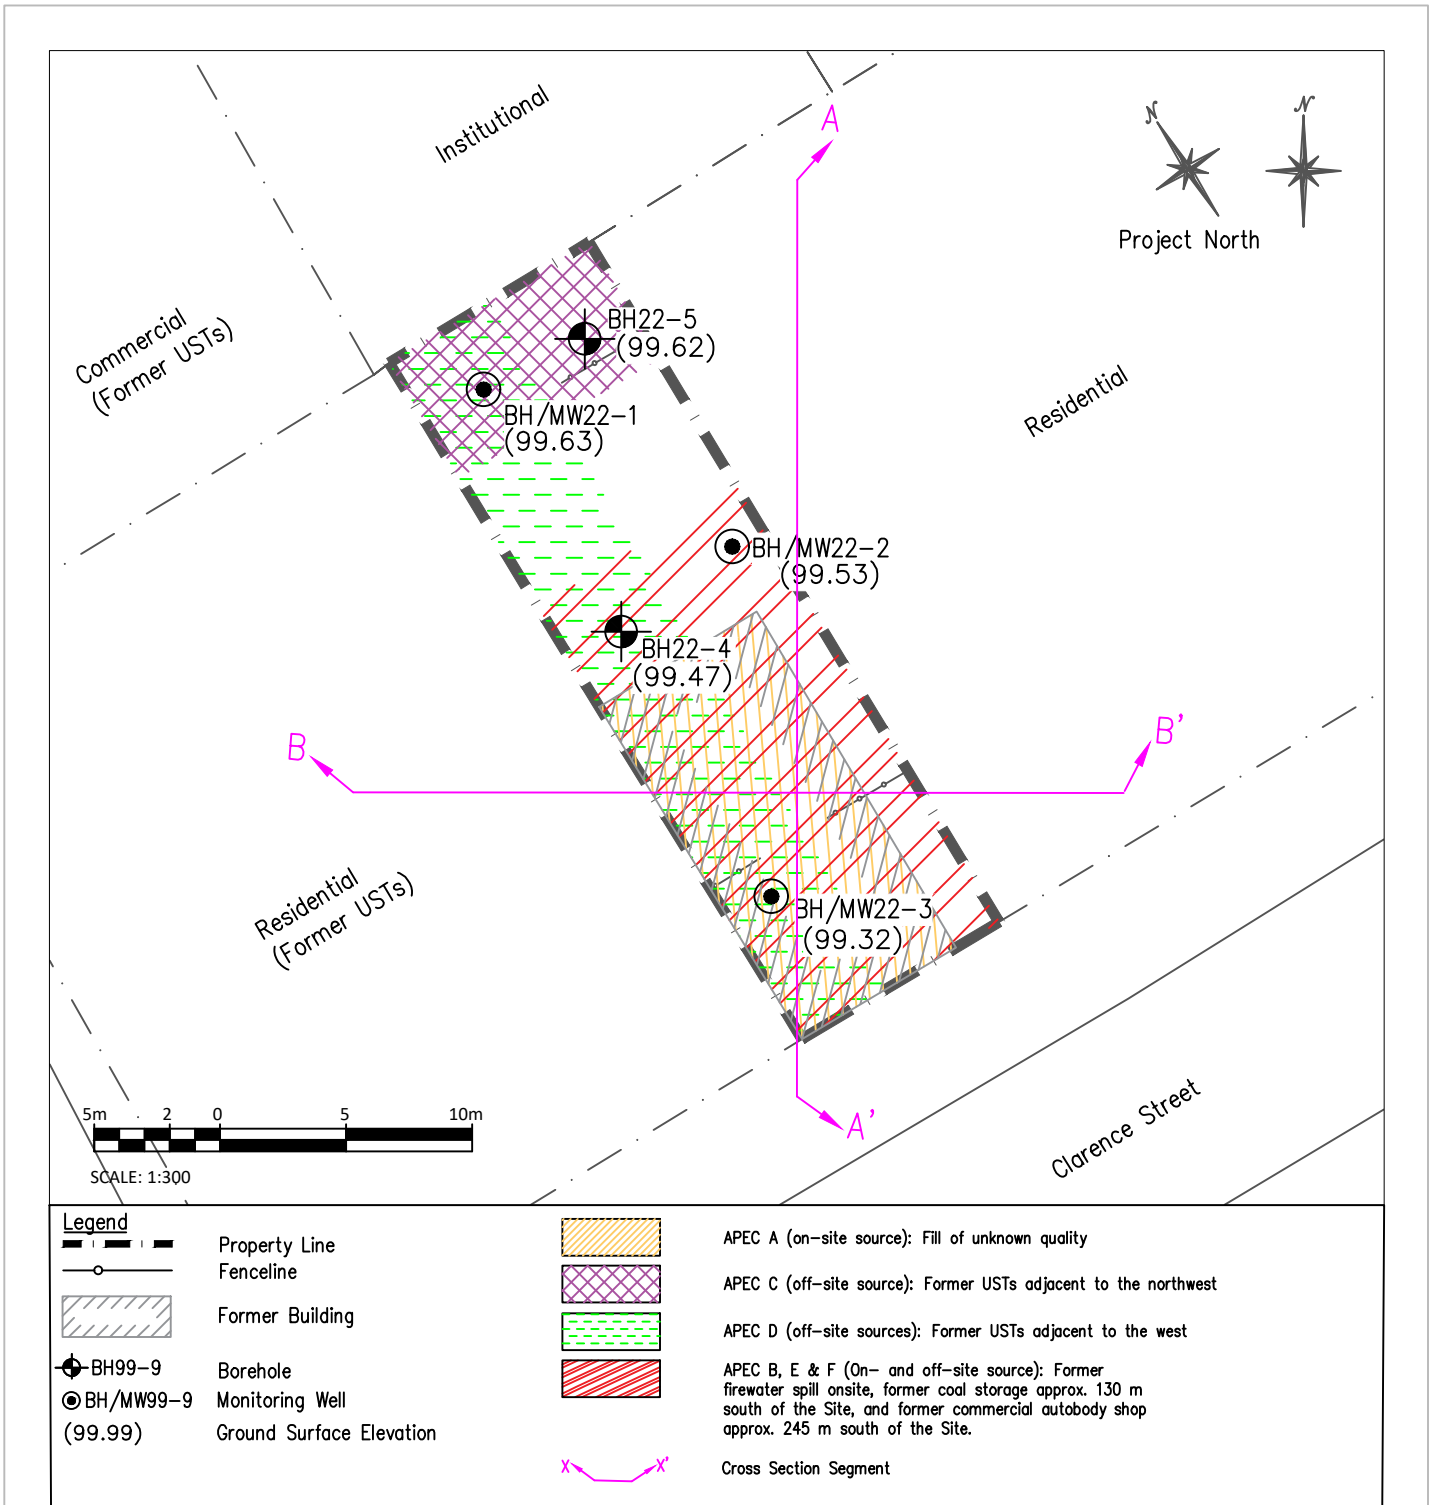 Institutional
A
N
N
Project North
Commercial
(Former USTs)
BH22-5
(99.62)
BH/MW22-1
(99.63)
Residential
BH/MW22-2
(99.53)
BH22-4
(99.47)
B
B'
Residential
(Former USTs)
BH/MW22-3
(99.32)
A'
Clarence Street
5m 2 0 5 10m
SCALE: 1:300
Legend
Property Line
Fenceline
Former Building
BH99-9 Borehole
BH/MW99-9 Monitoring Well
(99.99) Ground Surface Elevation
APEC A (on-site source): Fill of unknown quality
APEC C (off-site source): Former USTs adjacent to the northwest
APEC D (off-site sources): Former USTs adjacent to the west
APEC B, E & F (On- and off-site source): Former
firewater spill onsite, former coal storage approx. 130 m
south of the Site, and former commercial autobody shop
approx. 245 m south of the Site.
X X' Cross Section Segment